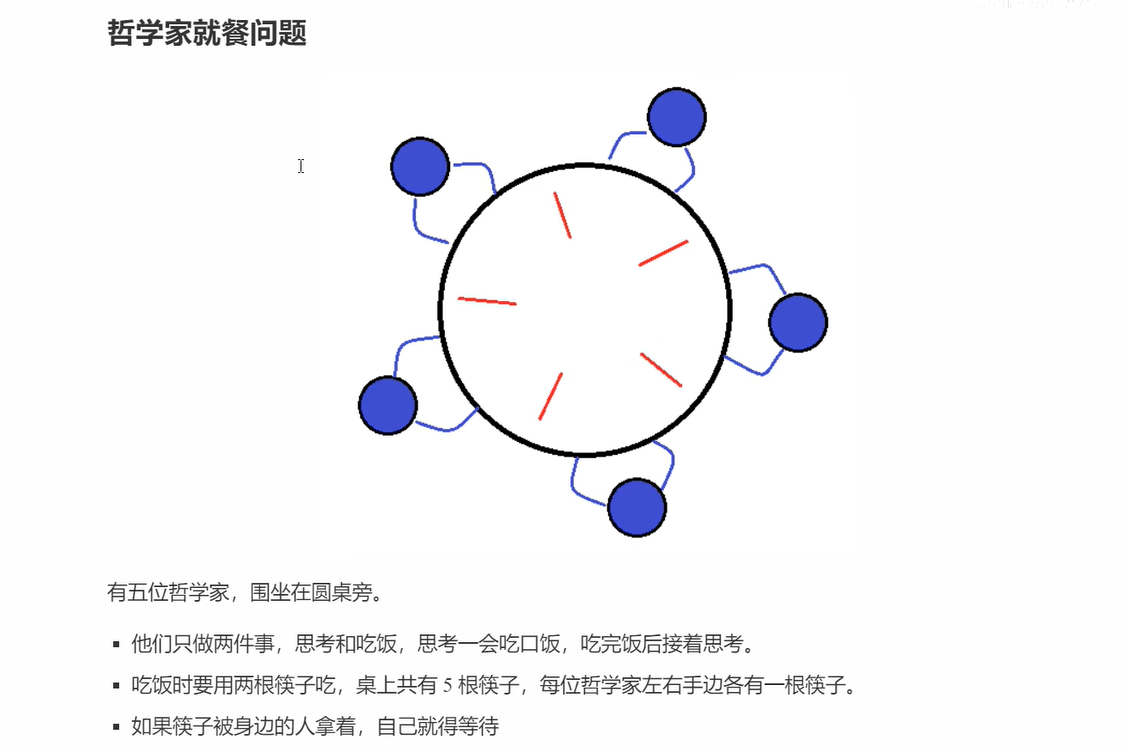 哲学家就餐问题
有五位哲学家，围坐在圆桌旁。
▪ 他们只做两件事，思考和吃饭，思考一会吃口饭，吃完饭后接着思考。
▪ 吃饭时要用两根筷子吃，桌上共有 5 根筷子，每位哲学家左右手边各有一根筷子。
▪ 如果筷子被身边的人拿着，自己就得等待